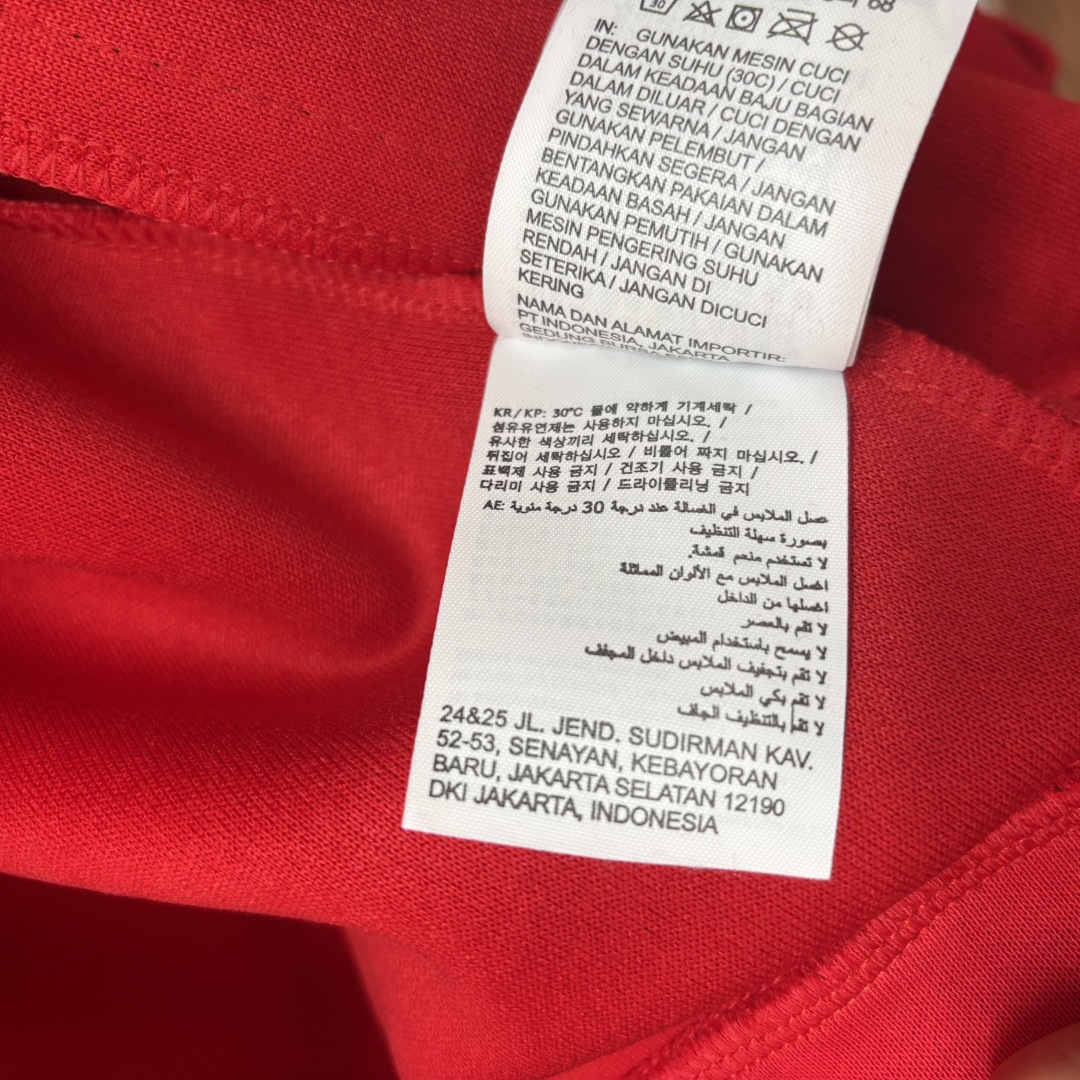 68
30
IN: GUNAKAN MESIN CUCI
DENGAN SUHU (30C) / CUCI
DALAM KEADAAN BAJU BAGIAN
DALAM DILUAR / CUCI DENGAN
YANG SEWARNA / JANGAN
GUNAKAN PELEMBUT /
PINDAHKAN SEGERA / JANGAN
BENTANGKAN PAKAIAN DALAM
KEADAAN BASAH / JANGAN
GUNAKAN PEMUTIH / GUNAKAN
MESIN PENGERING SUHU
RENDAH / JANGAN DI
SETERIKA / JANGAN DICUCI
KERING
NAMA DAN ALAMAT IMPORTIR:
PT INDONESIA, JAKARTA
GEDUNG BURSA
KR/KP: 30°C 물에 약하게 기계세탁 /
섬유유연제는 사용하지 마십시오. /
유사한 색상끼리 세탁하십시오. /
뒤집어 세탁하십시오 / 비틀어 짜지 마십시오. /
표백제 사용 금지 / 건조기 사용 금지 /
다리미 사용 금지 / 드라이클리닝 금지
AE: غسل الملابس في الغسالة عند درجة 30 درجة مئوية
بصورة سهلة التنظيف
لا تستخدم منعم قمشة.
اغسل الملابس مع الألوان المماثلة
اغسلها من الداخل
لا تقم بالعصر
لا يسمح باستخدام المبيض
لا تقم بتجفيف الملابس داخل المجفف
لا تقم بكي الملابس
لا تقم بالتنظيف الجاف
24&25 JL. JEND. SUDIRMAN KAV.
52-53, SENAYAN, KEBAYORAN
BARU, JAKARTA SELATAN 12190
DKI JAKARTA, INDONESIA